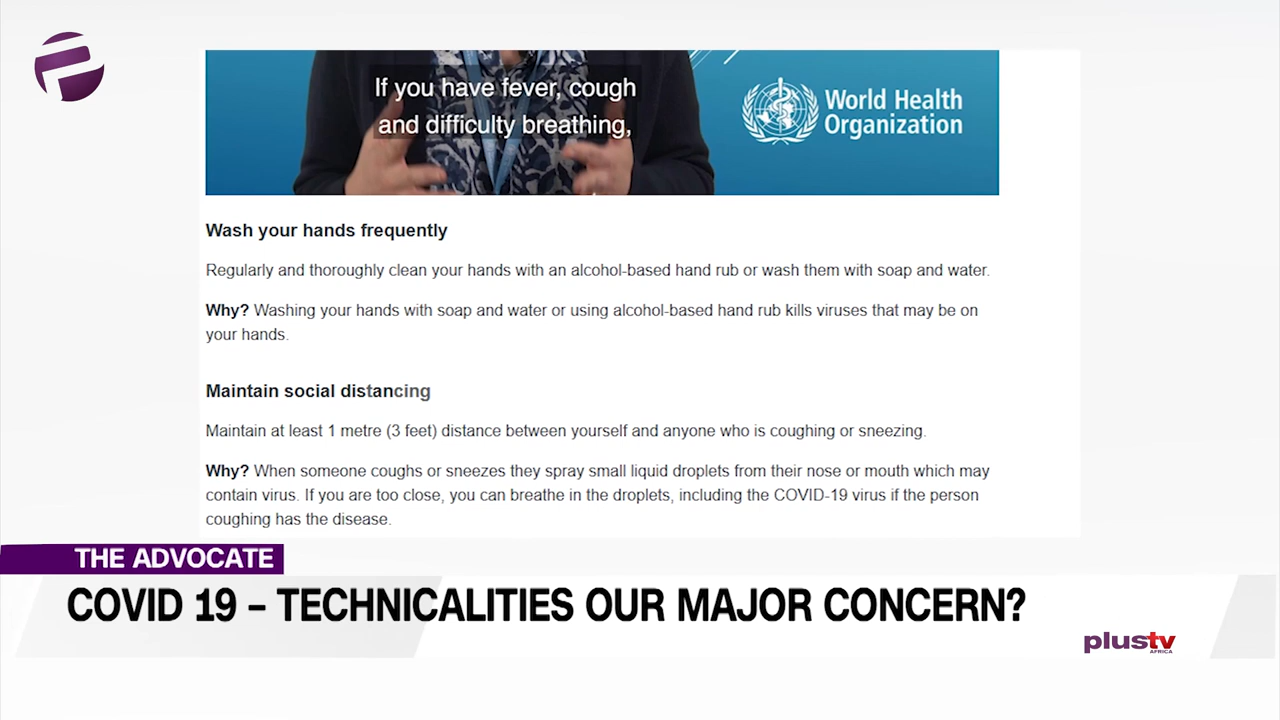 If you have fever, cough
and difficulty breathing,
World Health
Organization
Wash your hands frequently
Regularly and thoroughly clean your hands with an alcohol-based hand rub or wash them with soap and water.
Why? Washing your hands with soap and water or using alcohol-based hand rub kills viruses that may be on
your hands.
Maintain social distancing
Maintain at least 1 metre (3 feet) distance between yourself and anyone who is coughing or sneezing.
Why? When someone coughs or sneezes they spray small liquid droplets from their nose or mouth which may
contain virus. If you are too close, you can breathe in the droplets, including the COVID-19 virus if the person
coughing has the disease.
THE ADVOCATE
COVID 19 – TECHNICALITIES OUR MAJOR CONCERN?
plustv
AFRICA